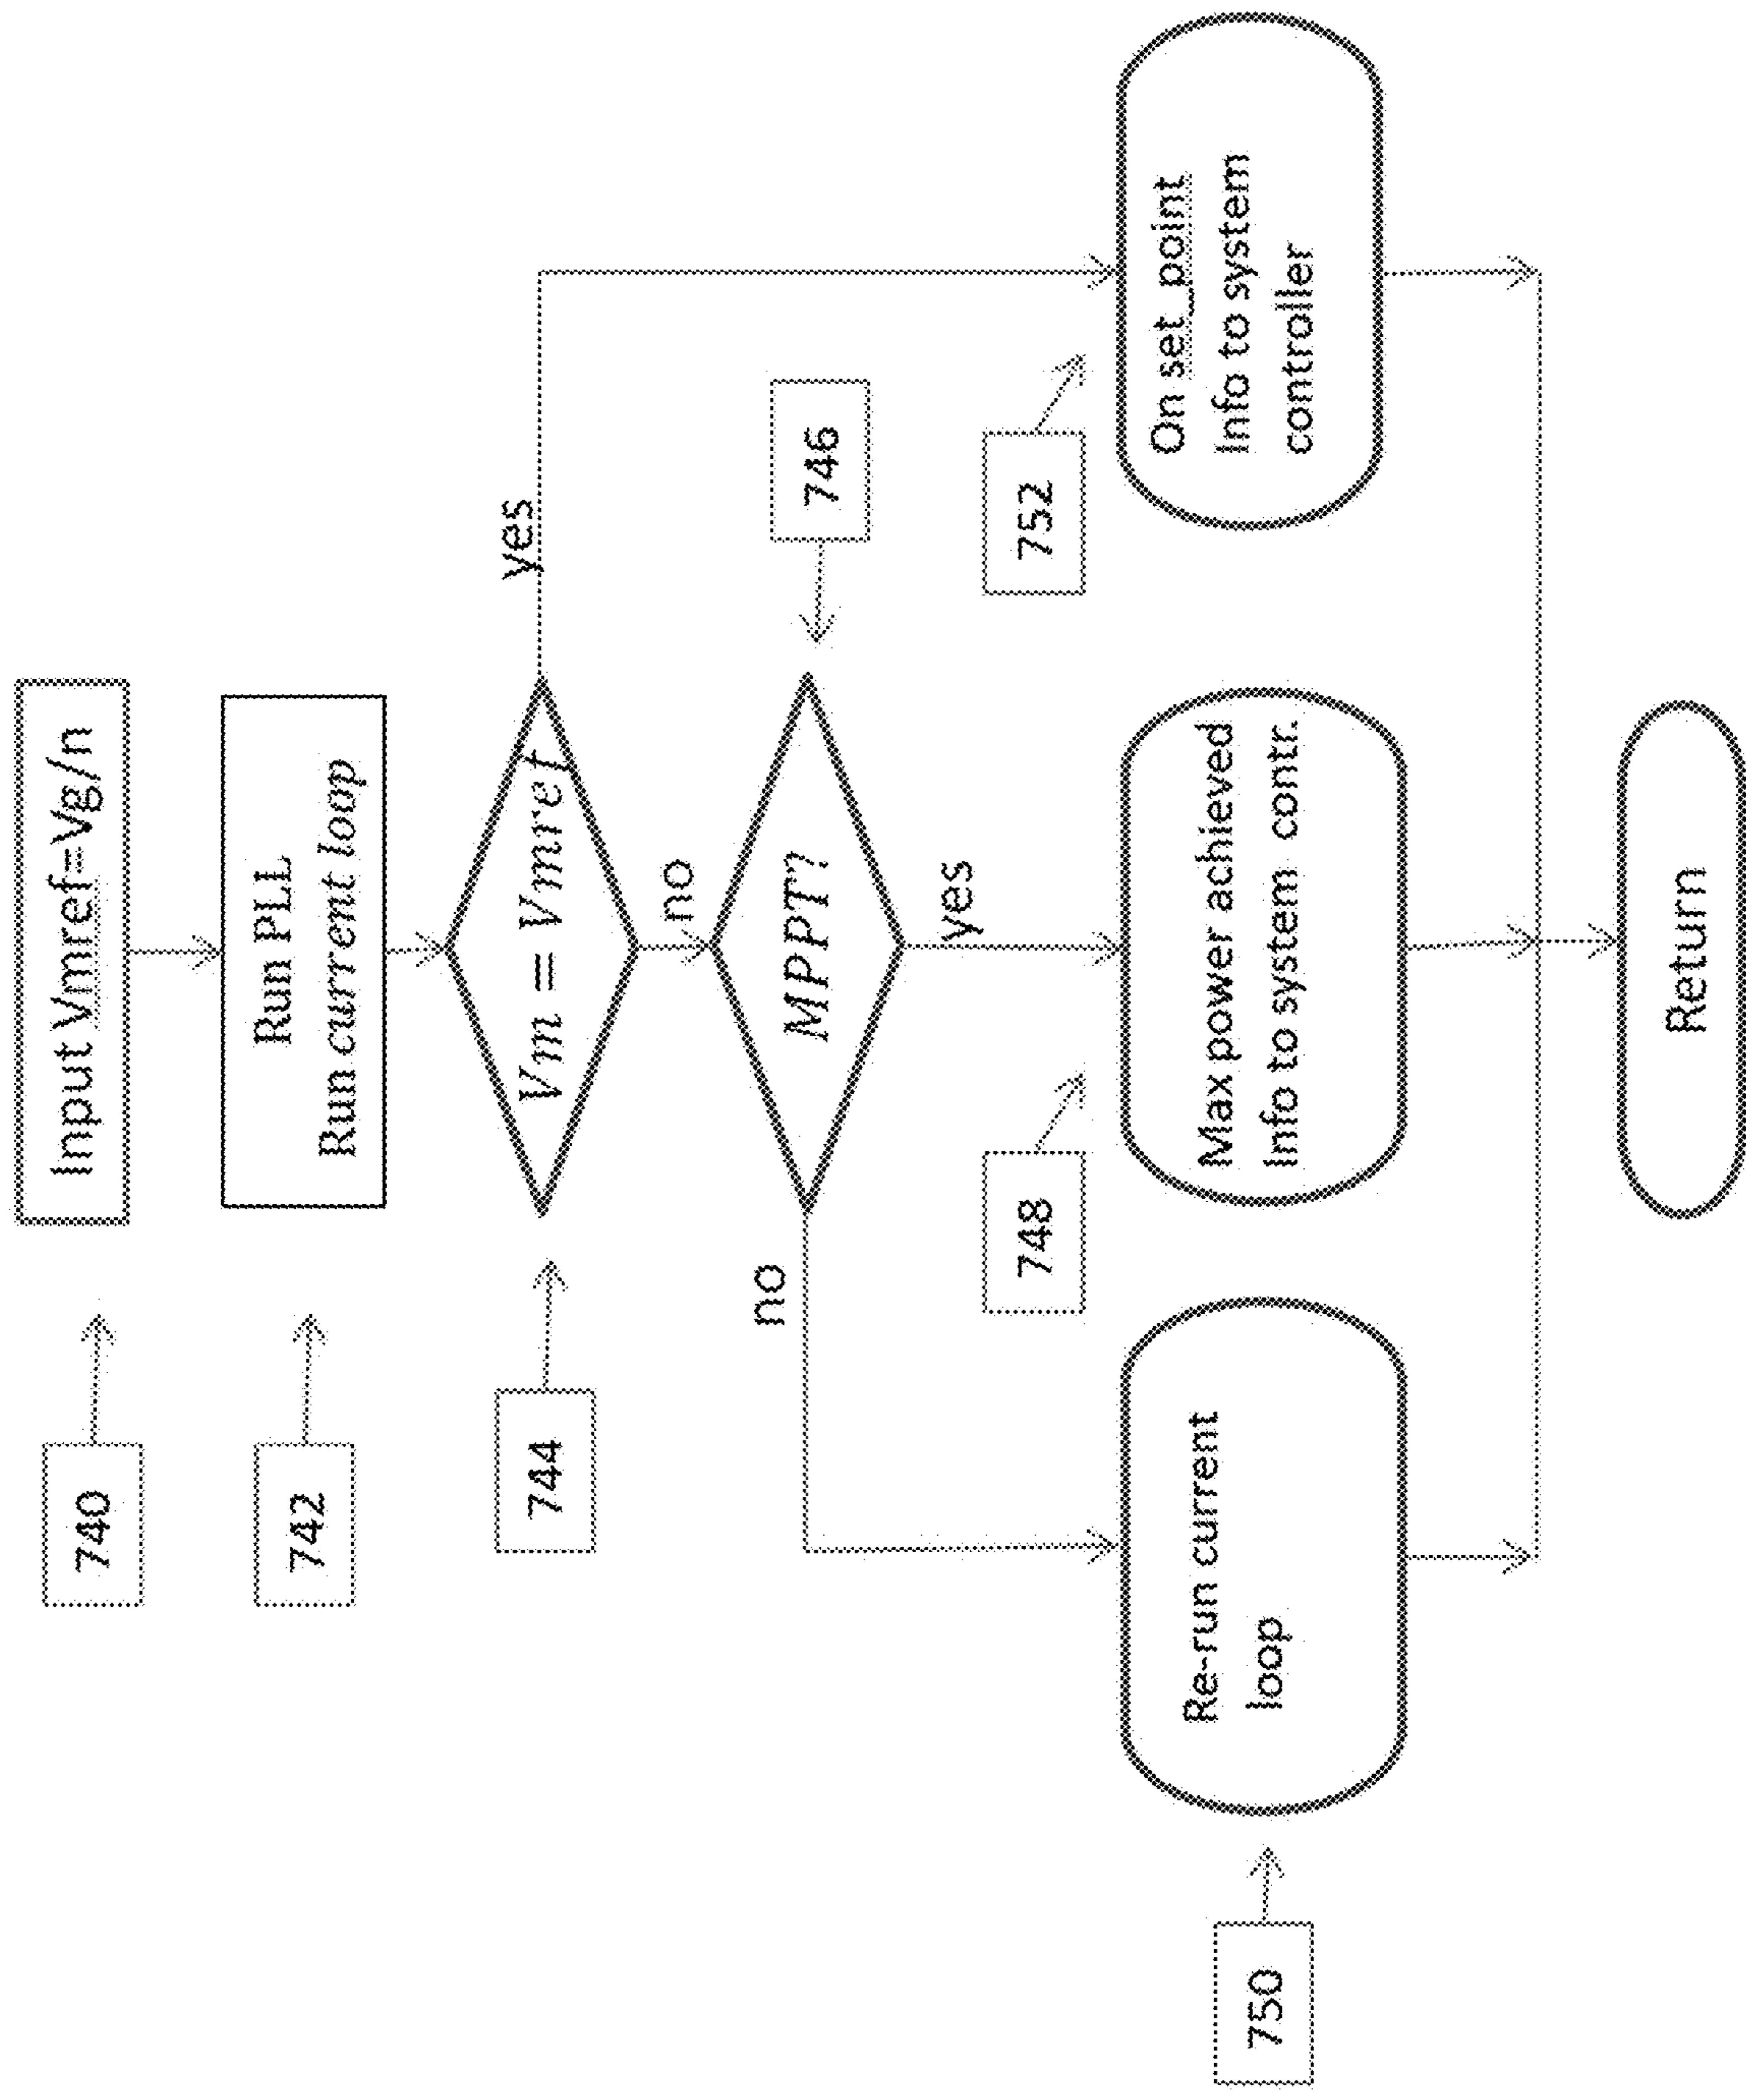 740
Input Vmref=Vg/n
742
Run PLL
Run current loop
744
Vm = Vmref
yes
no
746
MPPT?
no
yes
748
752
750
Re-run current
loop
Max power achieved
Info to system contr.
On set_point
Info to system
controller
Return